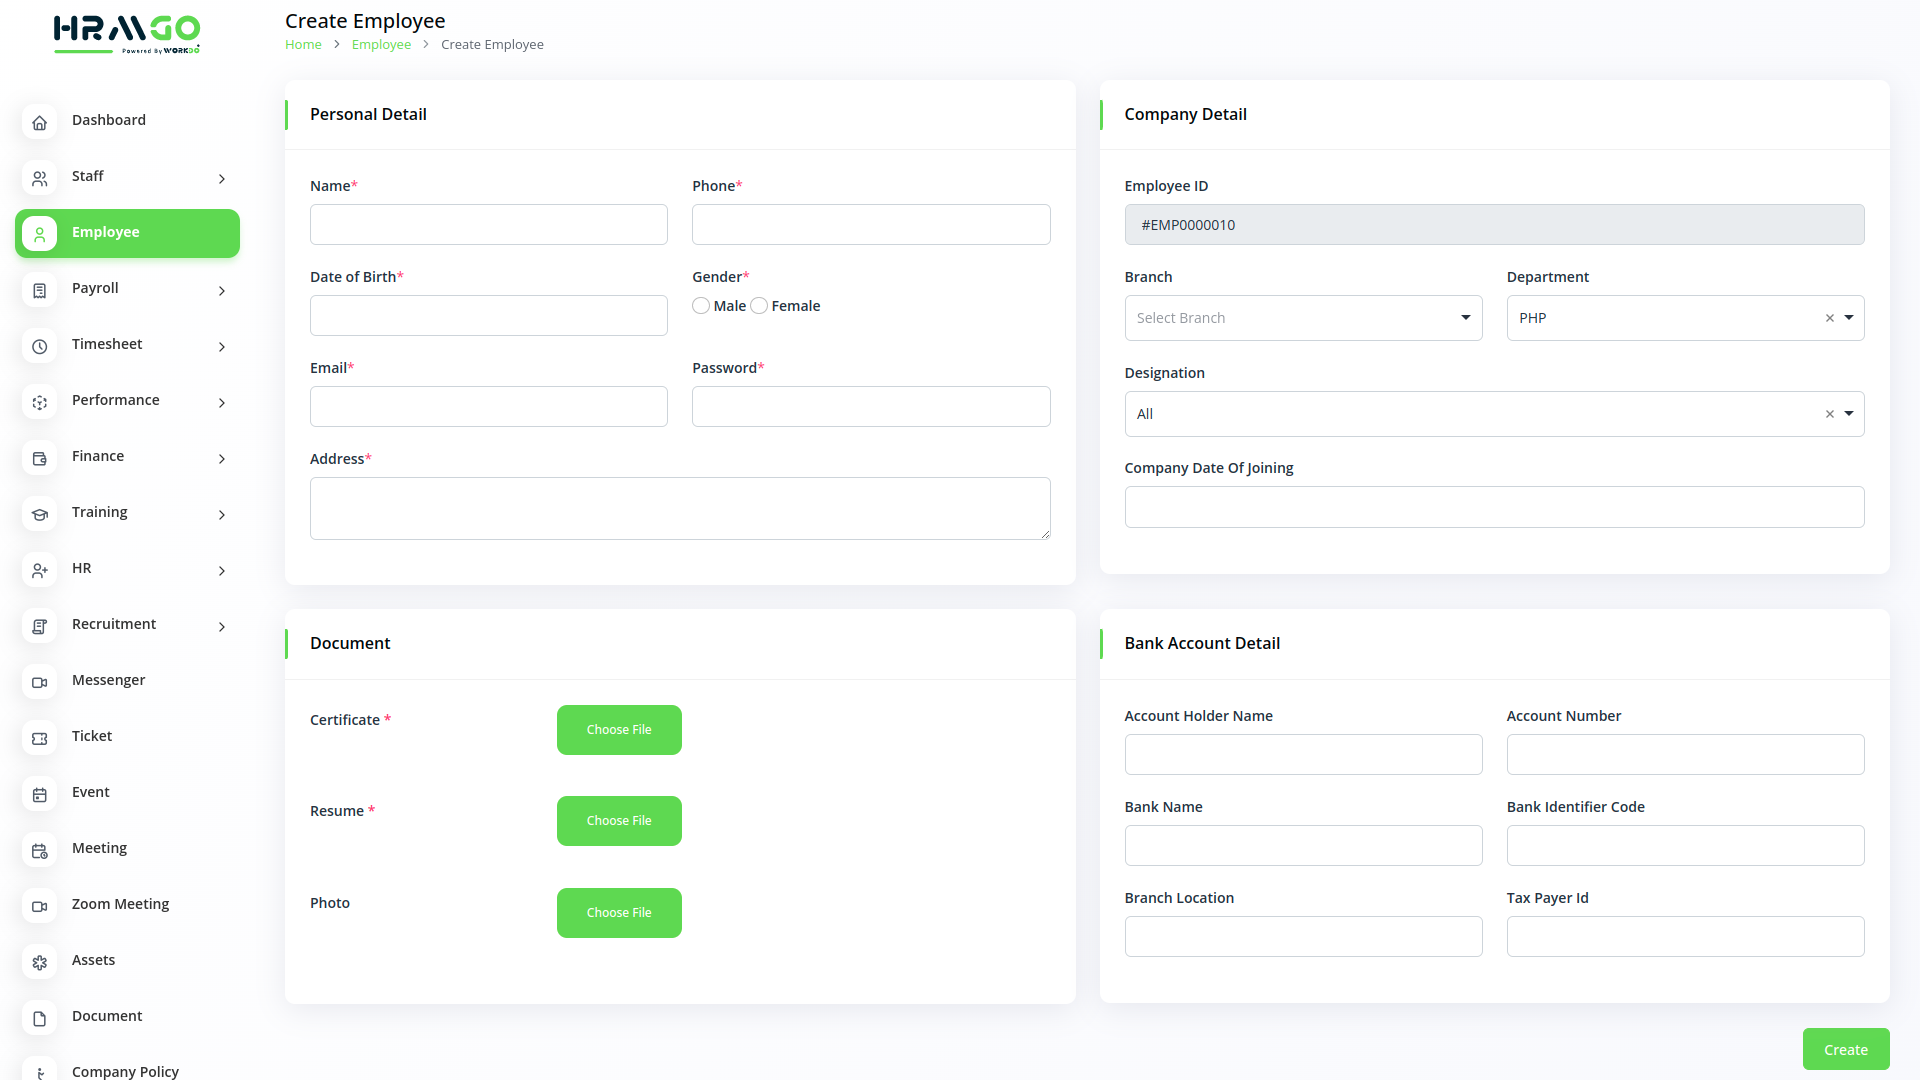 HRMGO
Powered By WORKDO
Dashboard
Staff
Employee
Payroll
Timesheet
Performance
Finance
Training
HR
Recruitment
Messenger
Ticket
Event
Meeting
Zoom Meeting
Assets
Document
Company Policy
Create Employee
Home > Employee > Create Employee
Personal Detail
Name*
Phone*
Date of Birth*
Gender*
Male Female
Email*
Password*
Address*
Company Detail
Employee ID
#EMP0000010
Branch
Select Branch
Department
PHP ×
Designation
All ×
Company Date Of Joining
Document
Certificate *
Choose File
Resume *
Choose File
Photo
Choose File
Bank Account Detail
Account Holder Name
Account Number
Bank Name
Bank Identifier Code
Branch Location
Tax Payer Id
Create